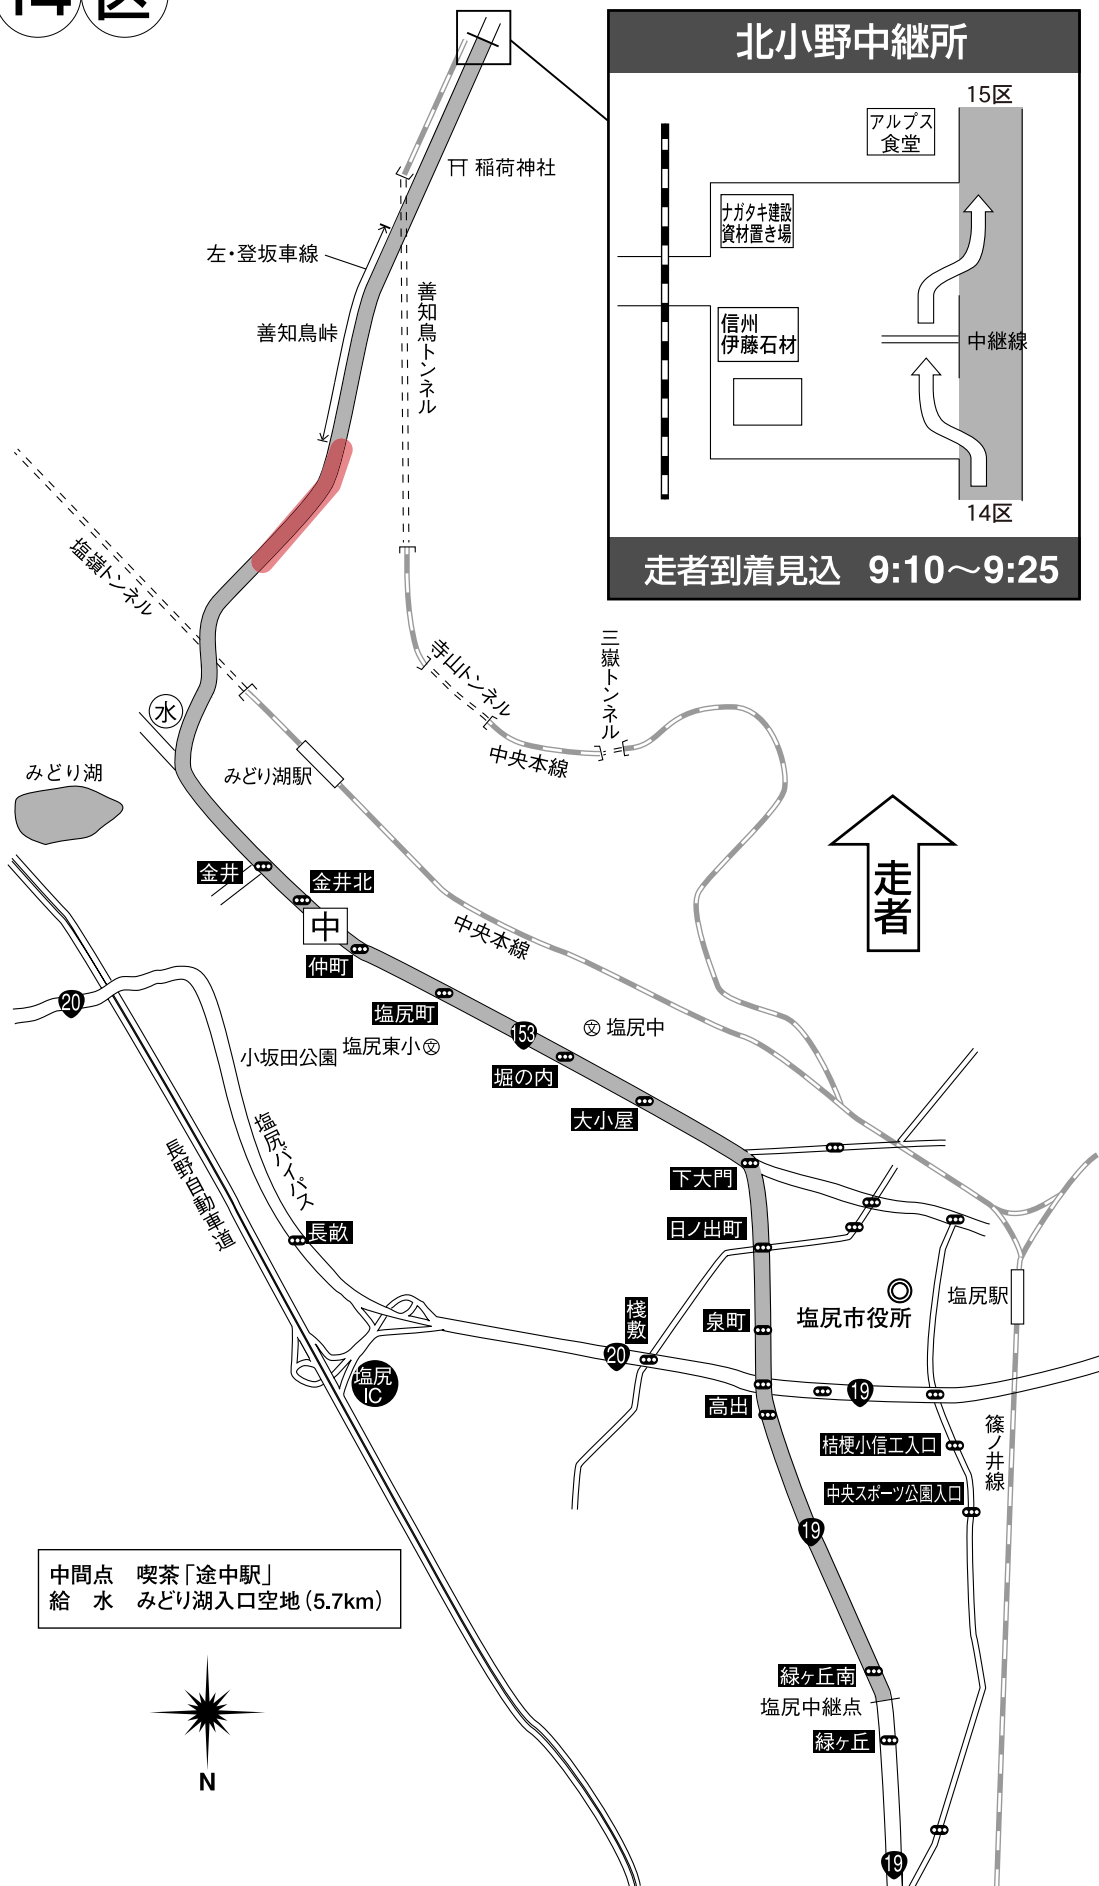 14区
北小野中継所
15区
アルプス
食堂
ナガタキ建設
資材置き場
信州
伊藤石材
中継線
14区
走者到着見込 9:10〜9:25
稲荷神社
左・登坂車線
善知鳥峠
善知鳥トンネル
塩嶺トンネル
寺山トンネル
三嶽トンネル
中央本線
水
みどり湖
みどり湖駅
走者
金井
金井北
中
中央本線
仲町
20
塩尻町
153
文 塩尻中
塩尻東小 文
小坂田公園
堀の内
大小屋
塩尻バイパス
長野自動車道
下大門
日ノ出町
長畝
塩尻駅
塩尻市役所
桟敷
泉町
20
塩尻
IC
19
高出
篠ノ井線
桔梗小信工入口
中央スポーツ公園入口
19
中間点 喫茶「途中駅」
給 水 みどり湖入口空地(5.7km)
緑ヶ丘南
塩尻中継点
緑ヶ丘
N
19